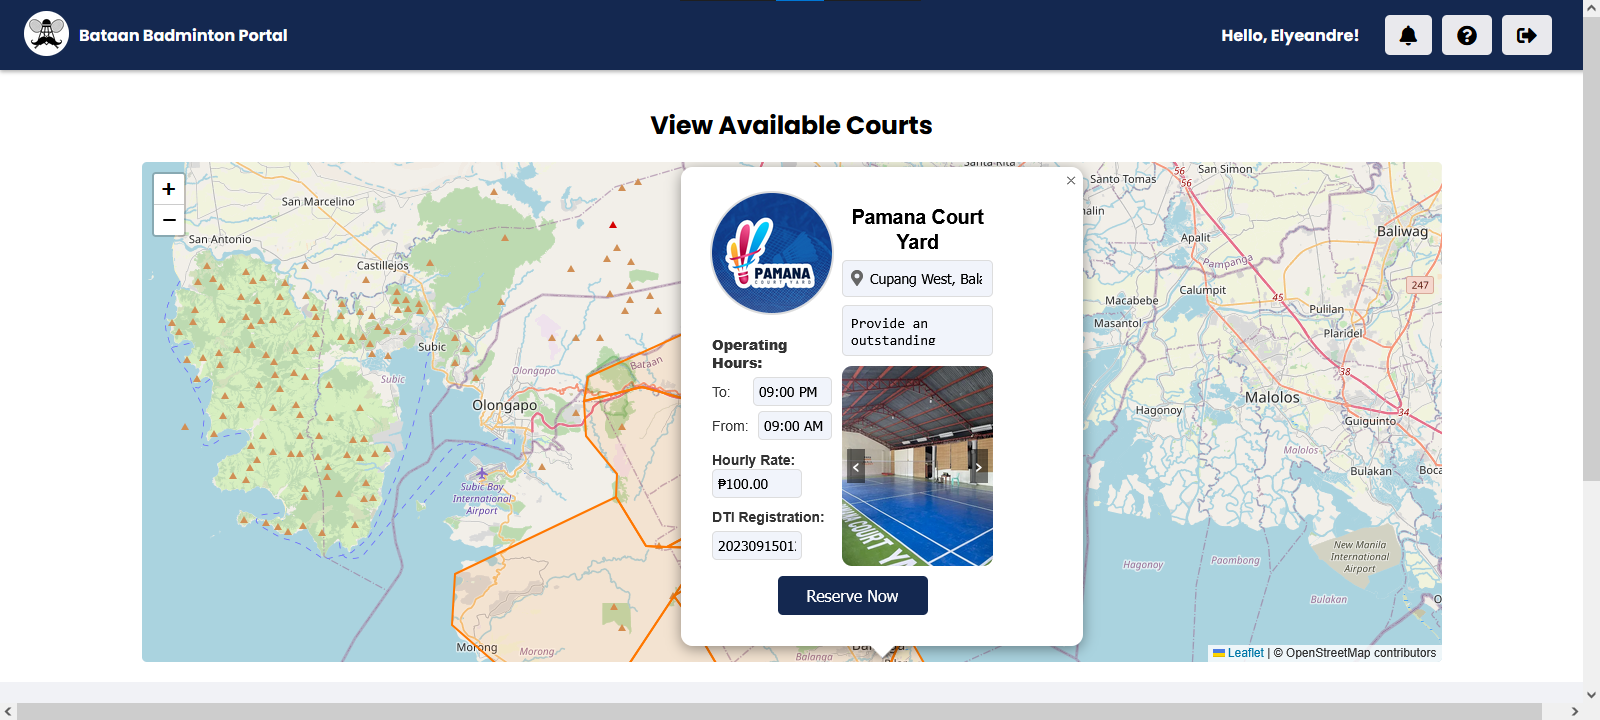 Bataan Badminton Portal
Hello, Elyeandre!
View Available Courts
+
−
San Marcelino
San Antonio
Castillejos
Subic
Subic
Olongapo
Olongapo
Subic Bay
International
Airport
Bataan
Morong
Morong
Balanga
×
PAMANA
COURT YARD
Pamana Court
Yard
Cupang West, Bala
Provide an
outstanding
Operating
Hours:
To:
09:00 PM
From:
09:00 AM
Hourly Rate:
₱100.00
DTI Registration:
2023091501
Reserve Now
Santo Tomas
San Simon
56
56
Apalit
Baliwag
Pampanga
247
Calumpit
45
Macabebe
Masantol
Pulilan
Plaridel
38
Hagonoy
Malolos
34
Guiguinto
Malolos
Bulakan
Hagonoy
Paombong
New Manila
International
Airport
Bulakan
Leaflet | © OpenStreetMap contributors